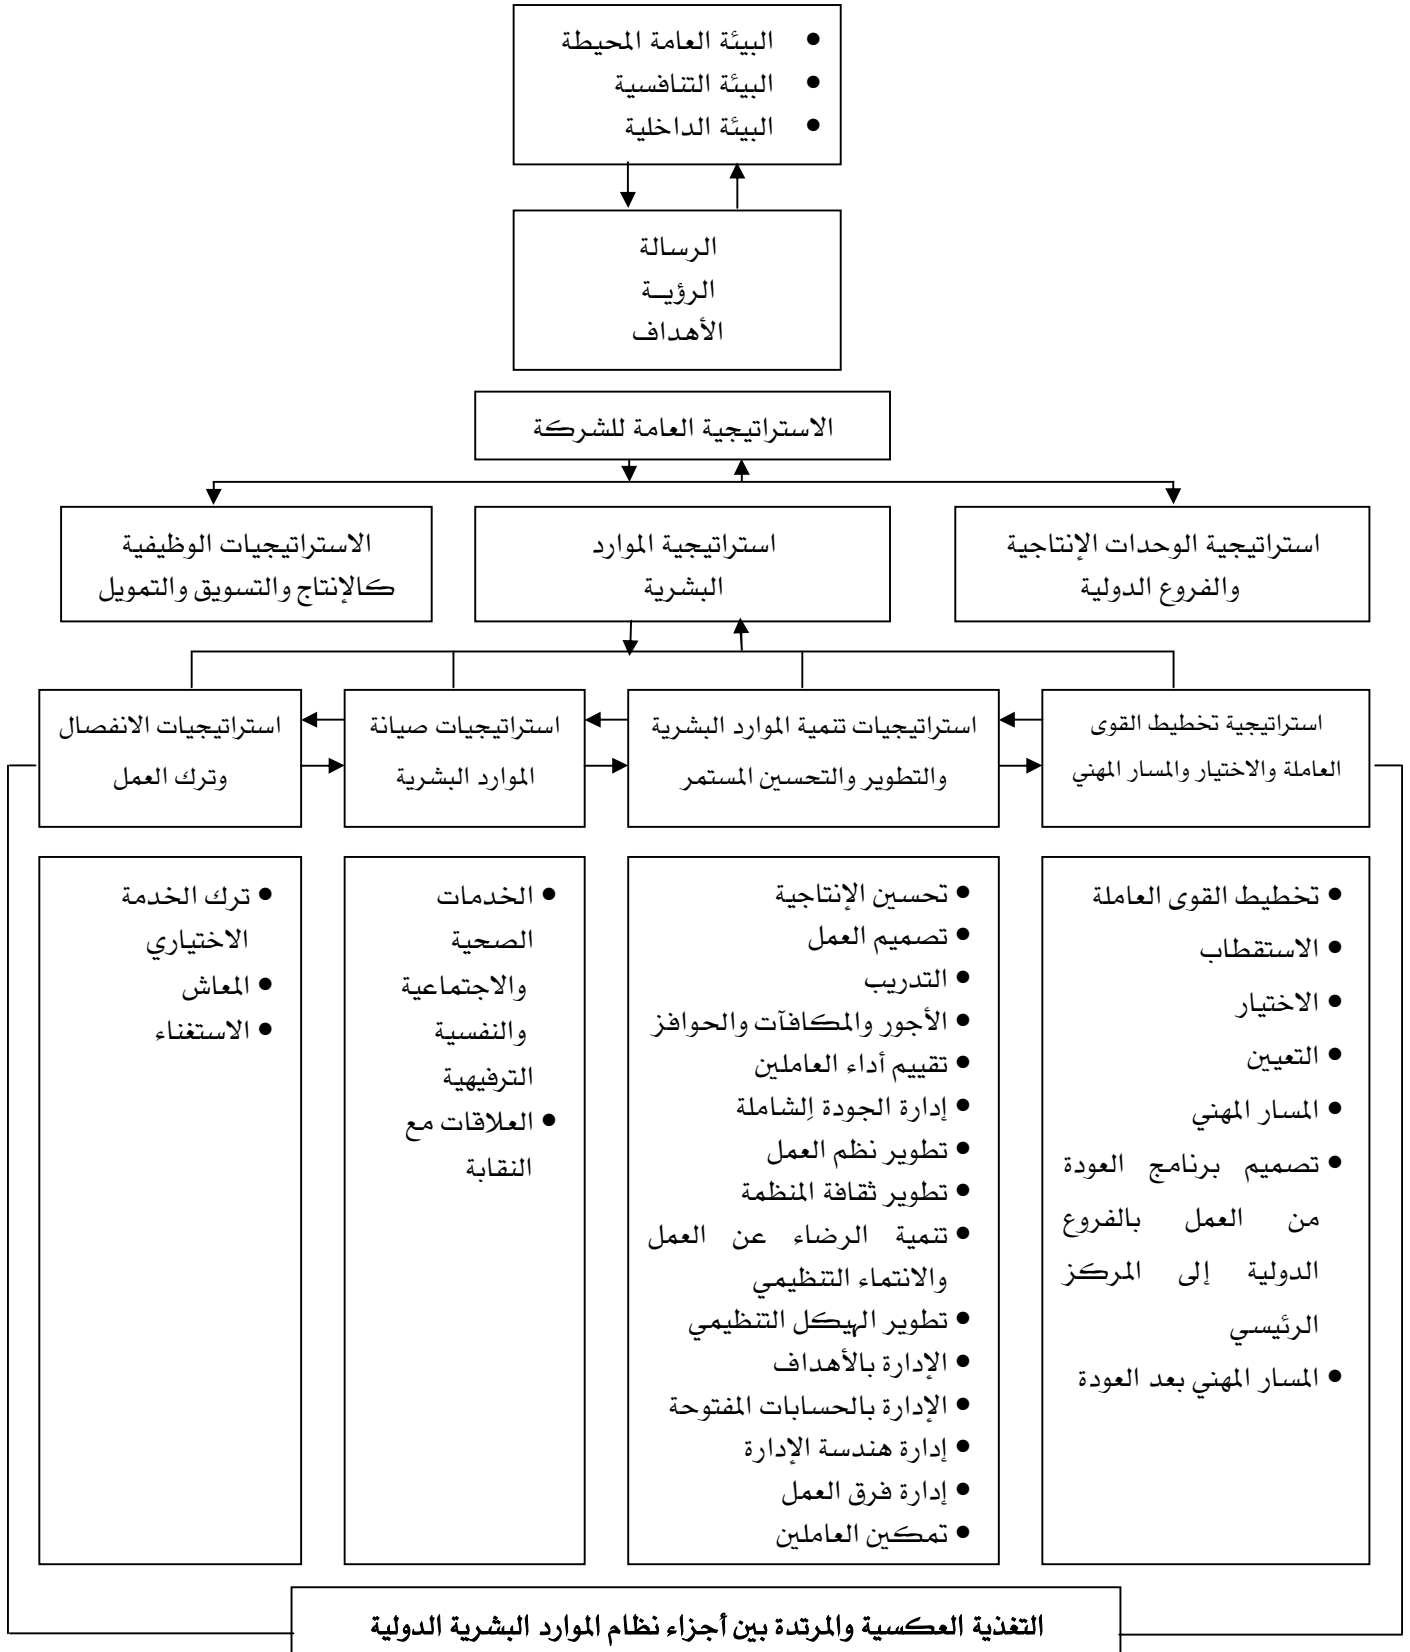 • البيئة العامة المحيطة
• البيئة التنافسية
• البيئة الداخلية
الرسالة
الرؤيــة
الأهداف
الاستراتيجية العامة للشركة
استراتيجية الوحدات الإنتاجية
والفروع الدولية
استراتيجية الموارد
البشرية
الاستراتيجيات الوظيفية
كالإنتاج والتسويق والتمويل
استراتيجية تخطيط القوى
العاملة والاختيار والمسار المهني
استراتيجيات تنمية الموارد البشرية
والتطوير والتحسين المستمر
استراتيجيات صيانة
الموارد البشرية
استراتيجيات الانفصال
وترك العمل
• تخطيط القوى العاملة
• الاستقطاب
• الاختيار
• التعيين
• المسار المهني
• تصميم برنامج العودة
من العمل بالفروع
الدولية إلى المركز
الرئيسي
• المسار المهني بعد العودة
• تحسين الإنتاجية
• تصميم العمل
• التدريب
• الأجور والمكافآت والحوافز
• تقييم أداء العاملين
• إدارة الجودة اِلشاملة
• تطوير نظم العمل
• تطوير ثقافة المنظمة
• تنمية الرضاء عن العمل
والانتماء التنظيمي
• تطوير الهيكل التنظيمي
• الإدارة بالأهداف
• الإدارة بالحسابات المفتوحة
• إدارة هندسة الإدارة
• إدارة فرق العمل
• تمكين العاملين
• الخدمات
الصحية
والاجتماعية
والنفسية
الترفيهية
• العلاقات مع
النقابة
• ترك الخدمة
الاختياري
• المعاش
• الاستغناء
التغذية العكسية والمرتدة بين أجزاء نظام الموارد البشرية الدولية